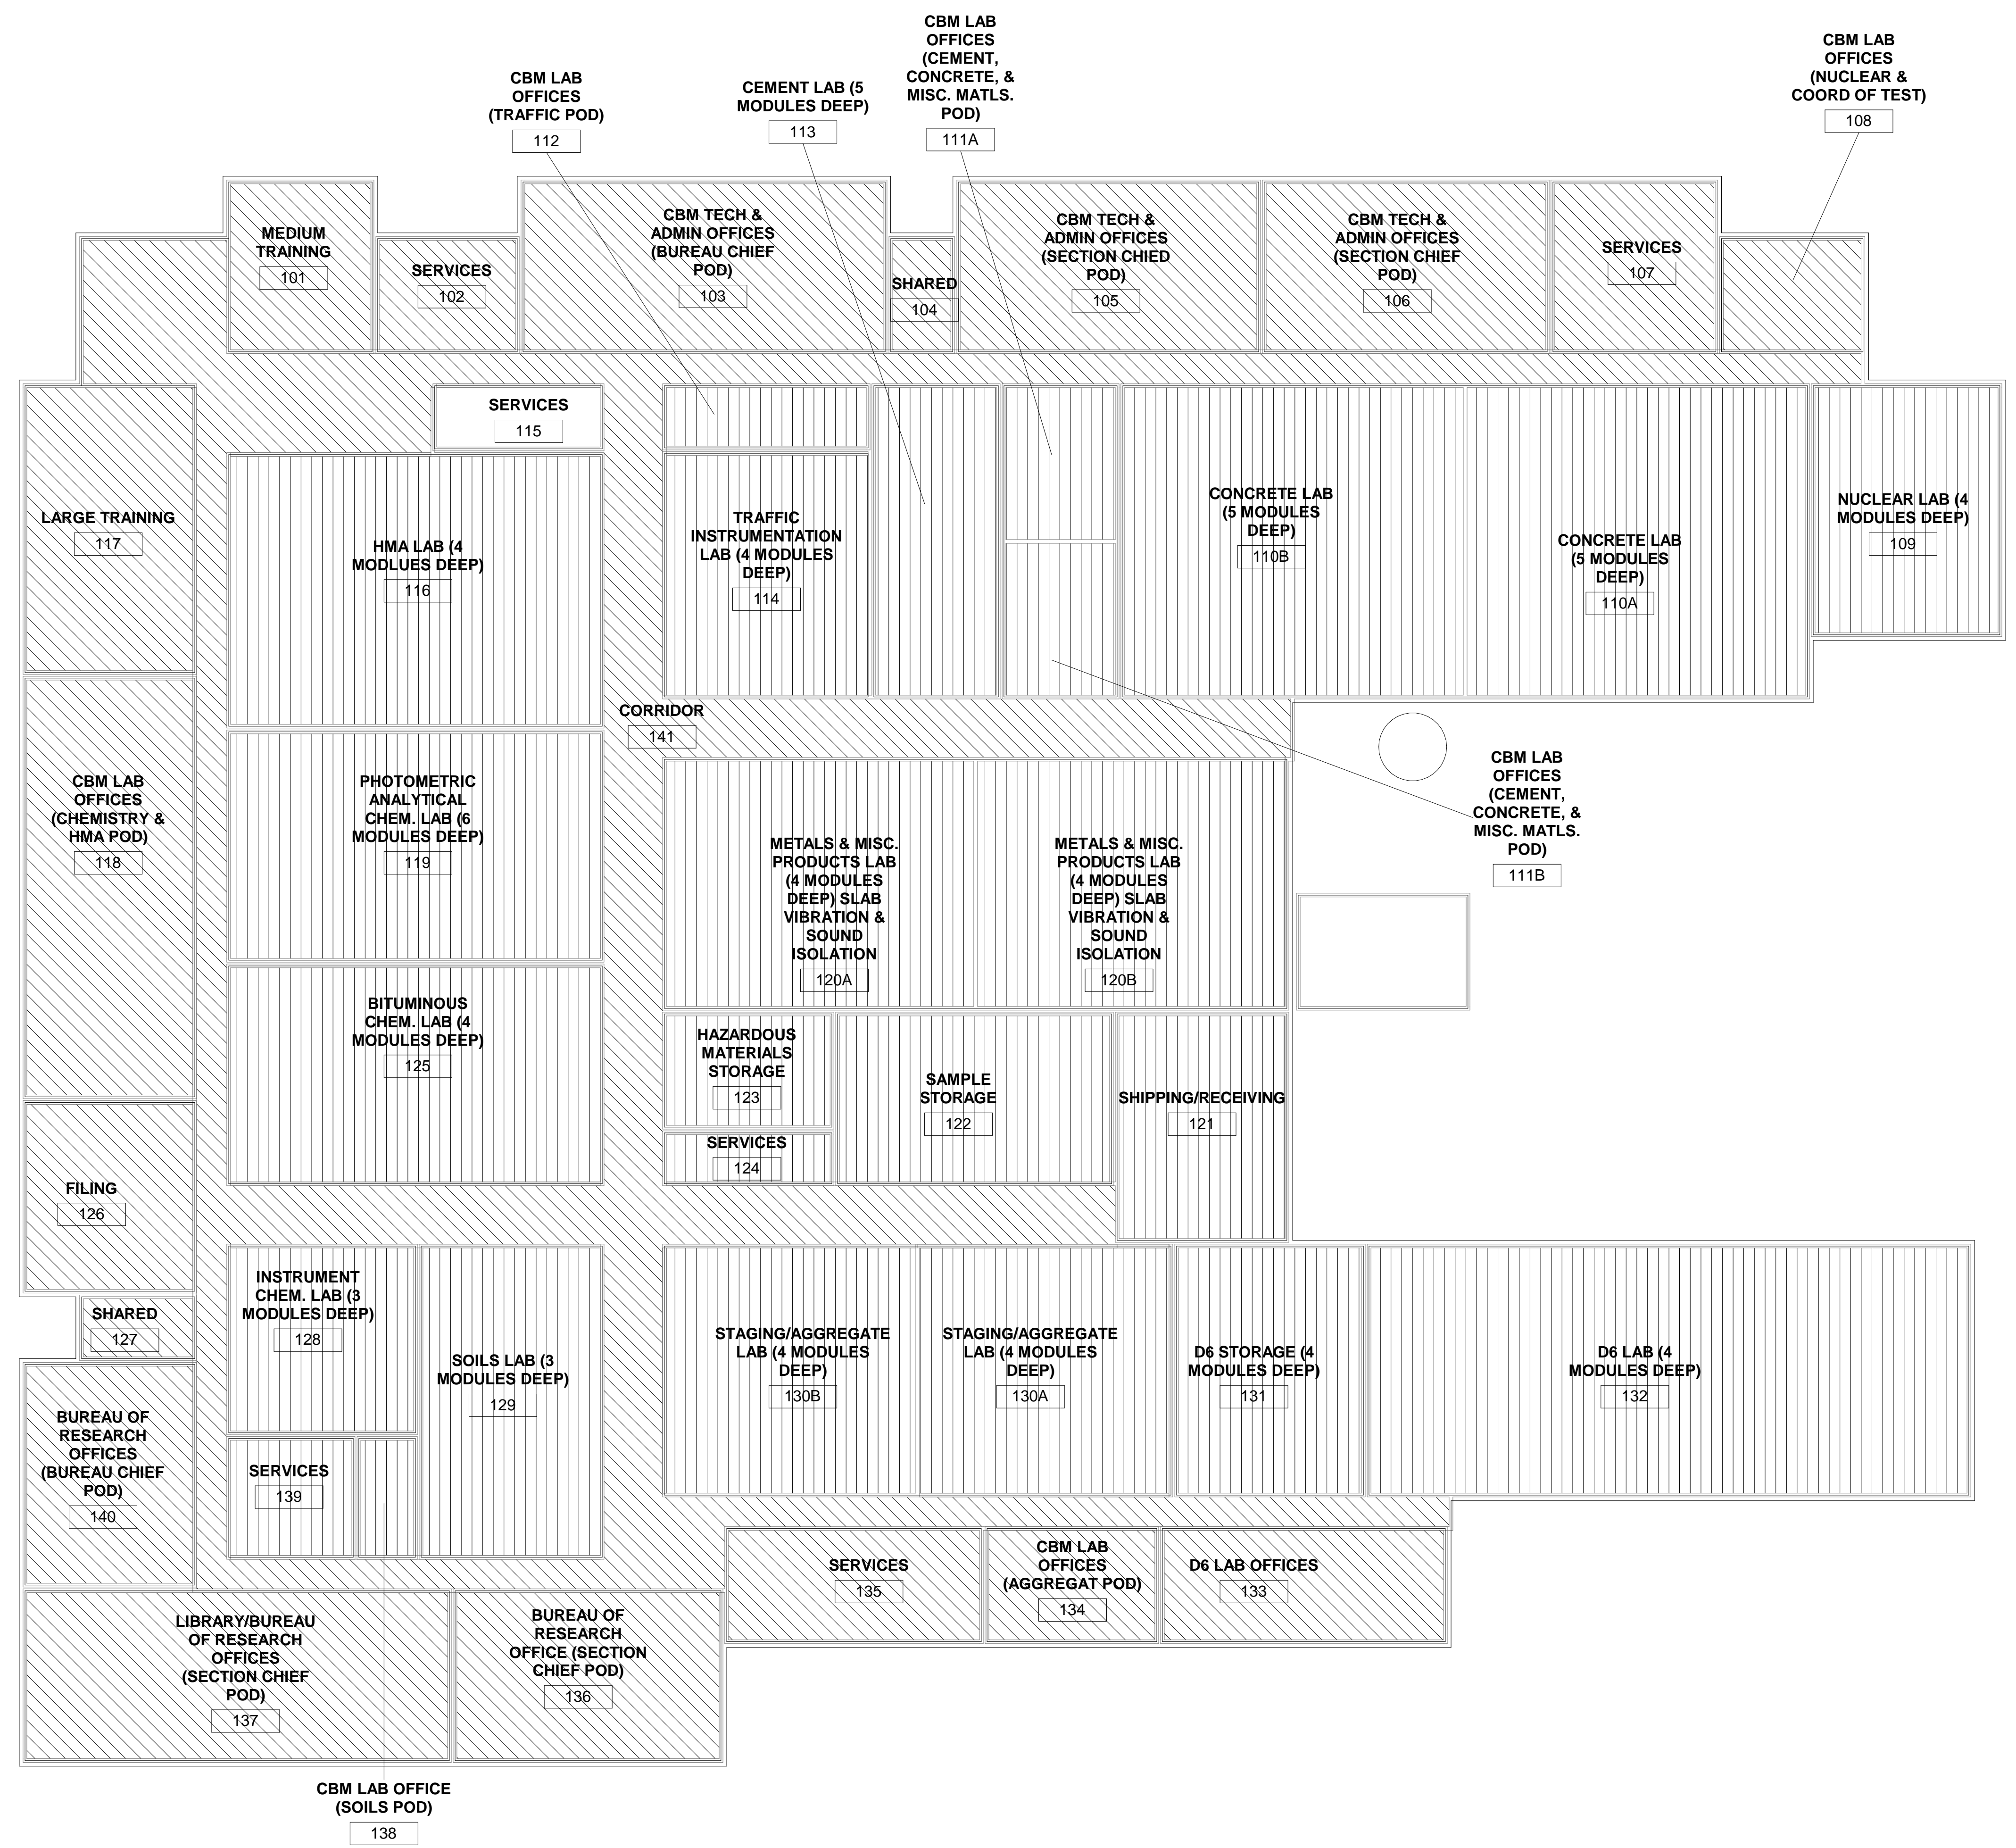 CBM LAB
OFFICES
(CEMENT,
CONCRETE, &
MISC. MATLS.
POD)
111A
CBM LAB
OFFICES
(NUCLEAR &
COORD OF TEST)
108
CBM LAB
OFFICES
(TRAFFIC POD)
112
CEMENT LAB (5
MODULES DEEP)
113
MEDIUM
TRAINING
101
SERVICES
102
CBM TECH &
ADMIN OFFICES
(BUREAU CHIEF
POD)
103
SHARED
104
CBM TECH &
ADMIN OFFICES
(SECTION CHIED
POD)
105
CBM TECH &
ADMIN OFFICES
(SECTION CHIEF
POD)
106
SERVICES
107
SERVICES
115
LARGE TRAINING
117
HMA LAB (4
MODLUES DEEP)
116
TRAFFIC
INSTRUMENTATION
LAB (4 MODULES
DEEP)
114
CONCRETE LAB
(5 MODULES
DEEP)
110B
CONCRETE LAB
(5 MODULES
DEEP)
110A
NUCLEAR LAB (4
MODULES DEEP)
109
CORRIDOR
141
CBM LAB
OFFICES
(CHEMISTRY &
HMA POD)
118
PHOTOMETRIC
ANALYTICAL
CHEM. LAB (6
MODULES DEEP)
119
METALS & MISC.
PRODUCTS LAB
(4 MODULES
DEEP) SLAB
VIBRATION &
SOUND
ISOLATION
120A
METALS & MISC.
PRODUCTS LAB
(4 MODULES
DEEP) SLAB
VIBRATION &
SOUND
ISOLATION
120B
CBM LAB
OFFICES
(CEMENT,
CONCRETE, &
MISC. MATLS.
POD)
111B
BITUMINOUS
CHEM. LAB (4
MODULES DEEP)
125
HAZARDOUS
MATERIALS
STORAGE
123
SERVICES
124
SAMPLE
STORAGE
122
SHIPPING/RECEIVING
121
FILING
126
SHARED
127
INSTRUMENT
CHEM. LAB (3
MODULES DEEP)
128
SOILS LAB (3
MODULES DEEP)
129
STAGING/AGGREGATE
LAB (4 MODULES
DEEP)
130B
STAGING/AGGREGATE
LAB (4 MODULES
DEEP)
130A
D6 STORAGE (4
MODULES DEEP)
131
D6 LAB (4
MODULES DEEP)
132
BUREAU OF
RESEARCH
OFFICES
(BUREAU CHIEF
POD)
140
SERVICES
139
SERVICES
135
CBM LAB
OFFICES
(AGGREGAT POD)
134
D6 LAB OFFICES
133
LIBRARY/BUREAU
OF RESEARCH
OFFICES
(SECTION CHIEF
POD)
137
BUREAU OF
RESEARCH
OFFICE (SECTION
CHIEF POD)
136
CBM LAB OFFICE
(SOILS POD)
138